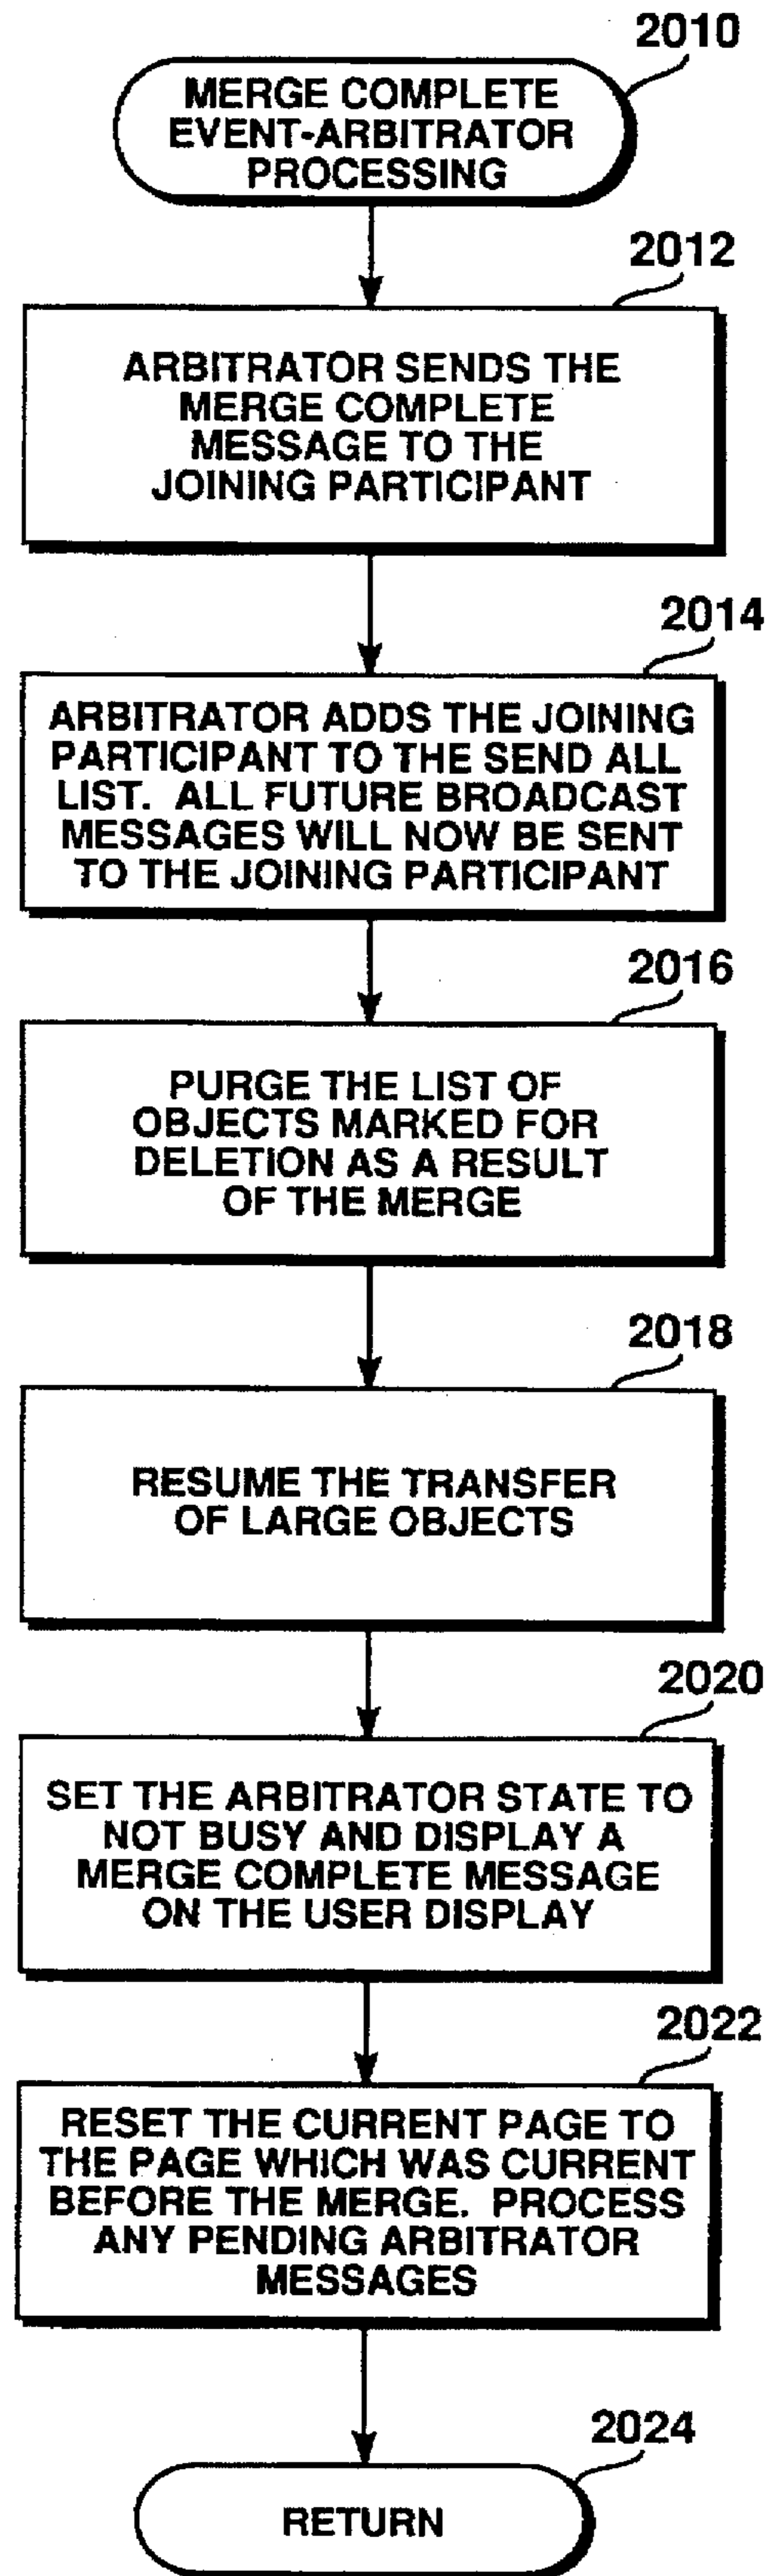 2010
MERGE COMPLETE
EVENT-ARBITRATOR
PROCESSING
2012
ARBITRATOR SENDS THE
MERGE COMPLETE
MESSAGE TO THE
JOINING PARTICIPANT
2014
ARBITRATOR ADDS THE JOINING
PARTICIPANT TO THE SEND ALL
LIST. ALL FUTURE BROADCAST
MESSAGES WILL NOW BE SENT
TO THE JOINING PARTICIPANT
2016
PURGE THE LIST OF
OBJECTS MARKED FOR
DELETION AS A RESULT
OF THE MERGE
2018
RESUME THE TRANSFER
OF LARGE OBJECTS
2020
SET THE ARBITRATOR STATE TO
NOT BUSY AND DISPLAY A
MERGE COMPLETE MESSAGE
ON THE USER DISPLAY
2022
RESET THE CURRENT PAGE TO
THE PAGE WHICH WAS CURRENT
BEFORE THE MERGE. PROCESS
ANY PENDING ARBITRATOR
MESSAGES
2024
RETURN